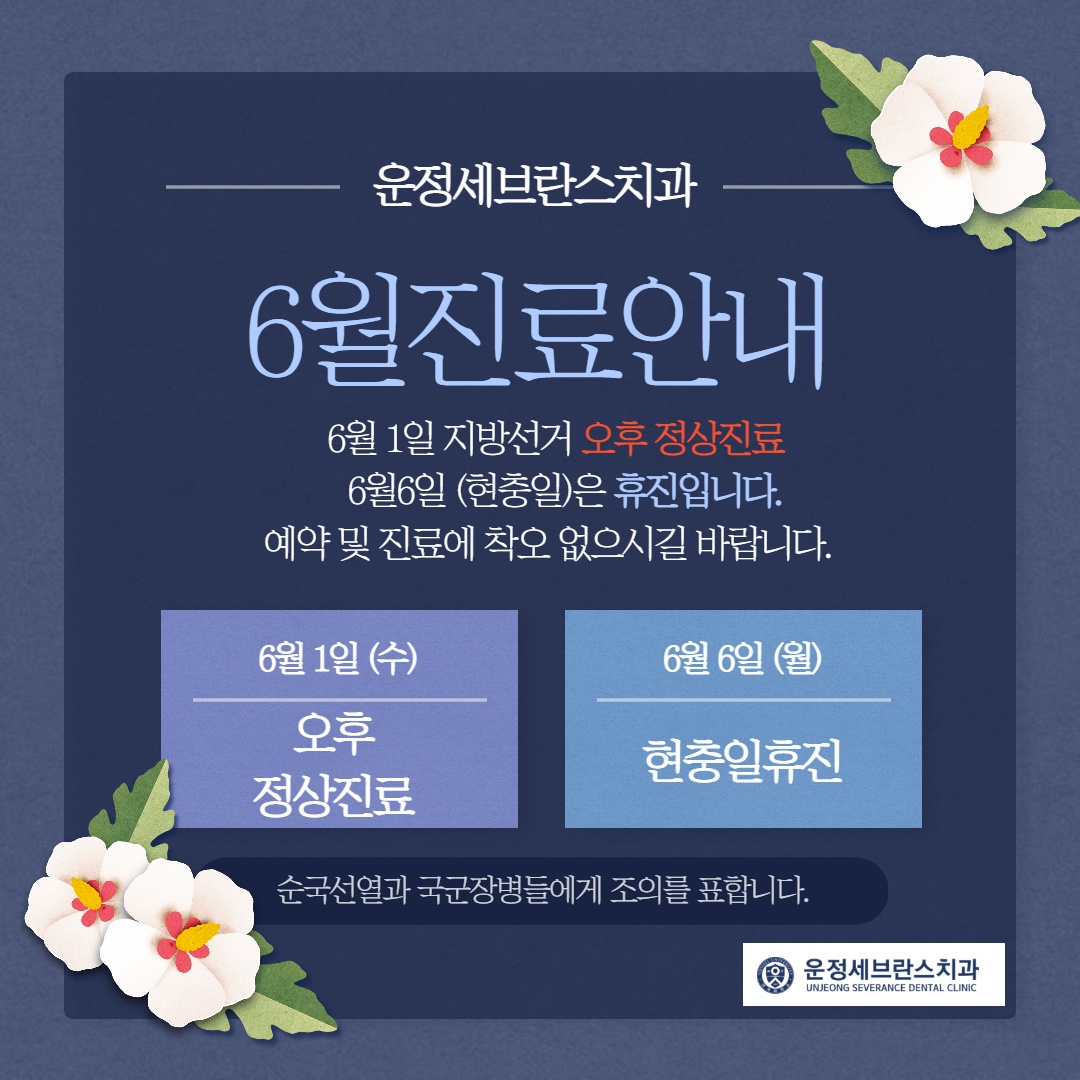 운정세브란스치과
6월진료안내
6월 1일 지방선거 오후 정상진료
6월6일 (현충일)은 휴진입니다.
예약 및 진료에 착오 없으시길 바랍니다.
6월 1일 (수)
오후
정상진료
6월 6일 (월)
현충일휴진
순국선열과 국군장병들에게 조의를 표합니다.
운정세브란스치과
UNJEONG SEVERANCE DENTAL CLINIC